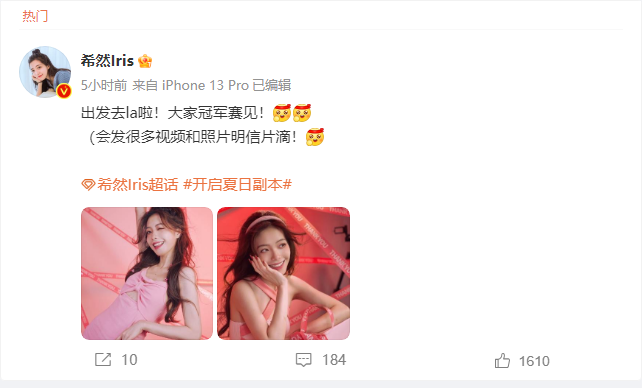 热门
希然Iris
5小时前 来自 iPhone 13 Pro 已编辑
出发去la啦！大家冠军赛见！
（会发很多视频和照片明信片滴！
希然Iris超话 #开启夏日副本#
10
184
1610